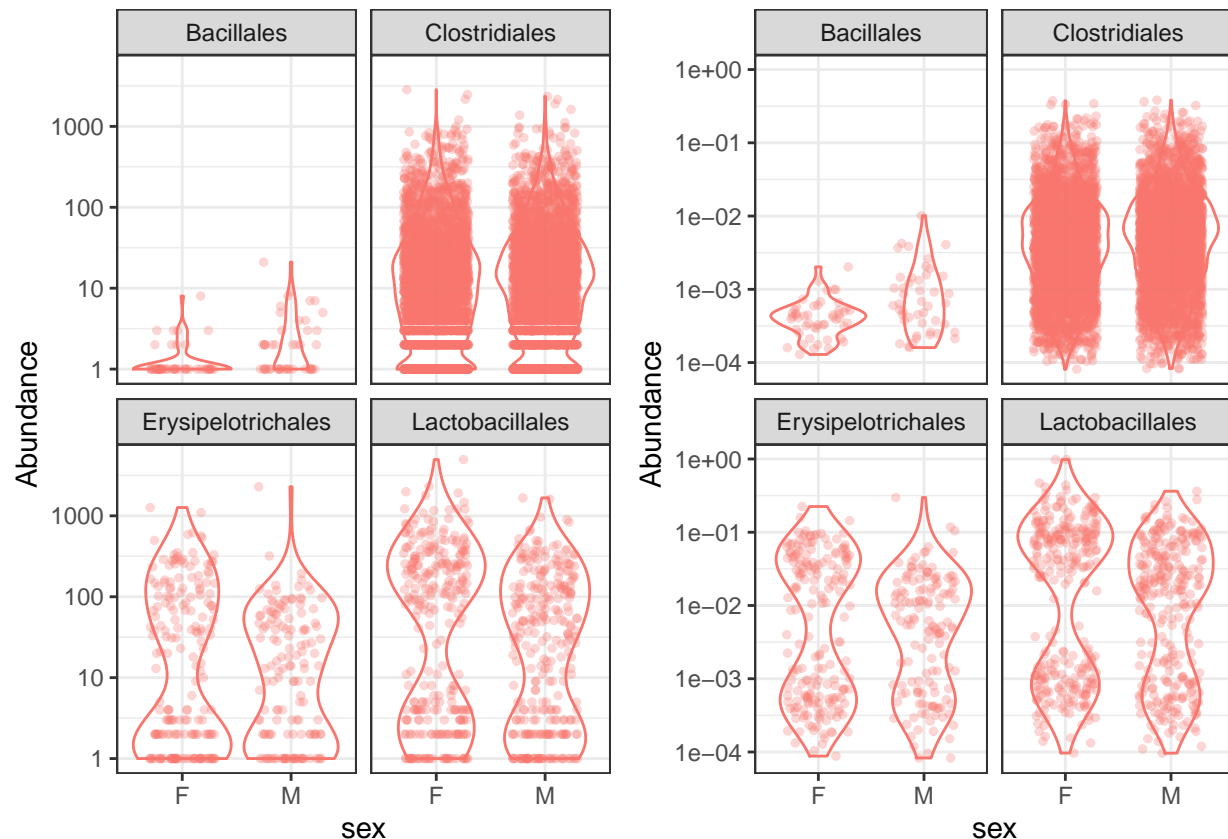 Bacillales Clostridiales
1000
100
10
1
Erysipelotrichales Lactobacillales
1000
100
10
1
F M F M
sex
Abundance
Bacillales Clostridiales
1e+00
1e−01
1e−02
1e−03
1e−04
Erysipelotrichales Lactobacillales
1e+00
1e−01
1e−02
1e−03
1e−04
F M F M
sex
Abundance